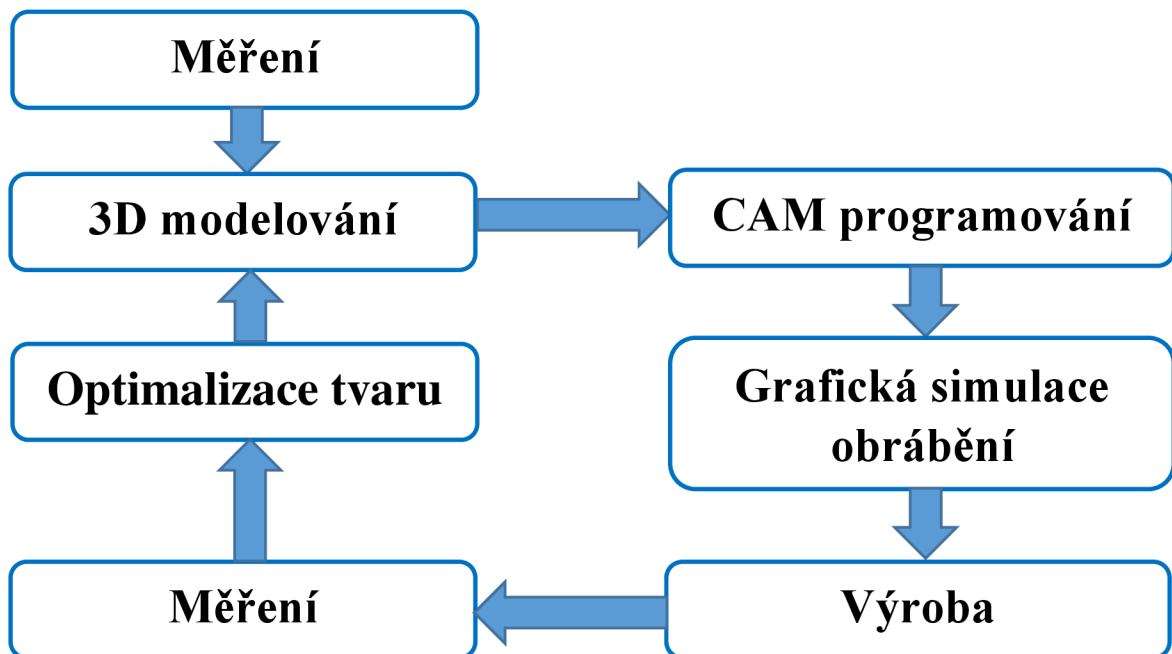 Měření
3D modelování
CAM programování
Optimalizace tvaru
Grafická simulace
obrábění
Měření
Výroba